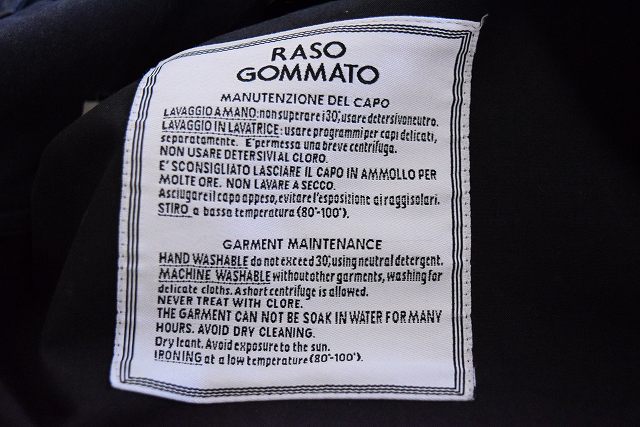 RASO
GOMMATO
MANUTENZIONE DEL CAPO
LAVAGGIO A MANO: non superare i 30°, usare detersivo neutro.
LAVAGGIO IN LAVATRICE: usare programmi per capi delicati,
separatamente. E' permessa una breve centrifuga.
NON USARE DETERSIVI AL CLORO.
E' SCONSIGLIATO LASCIARE IL CAPO IN AMMOLLO PER
MOLTE ORE. NON LAVARE A SECCO.
Asciugare il capo appeso, evitare l'esposizione ai raggi solari.
STIRO a bassa temperatura (80°-100°).
GARMENT MAINTENANCE
HAND WASHABLE do not exceed 30°, using neutral detergent.
MACHINE WASHABLE without other garments, washing for
delicate cloths. A short centrifuge is allowed.
NEVER TREAT WITH CLORE.
THE GARMENT CAN NOT BE SOAK IN WATER FOR MANY
HOURS. AVOID DRY CLEANING.
Dry leant. Avoid exposure to the sun.
IRONING at a low temperature (80°-100°).